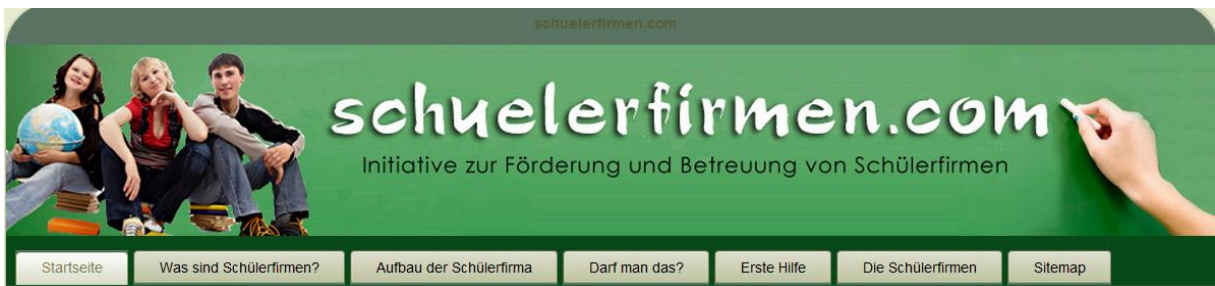 schuelerfirmen.com
schuelerfirmen.com
Initiative zur Förderung und Betreuung von Schülerfirmen
Startseite Was sind Schülerfirmen? Aufbau der Schülerfirma Darf man das? Erste Hilfe Die Schülerfirmen Sitemap